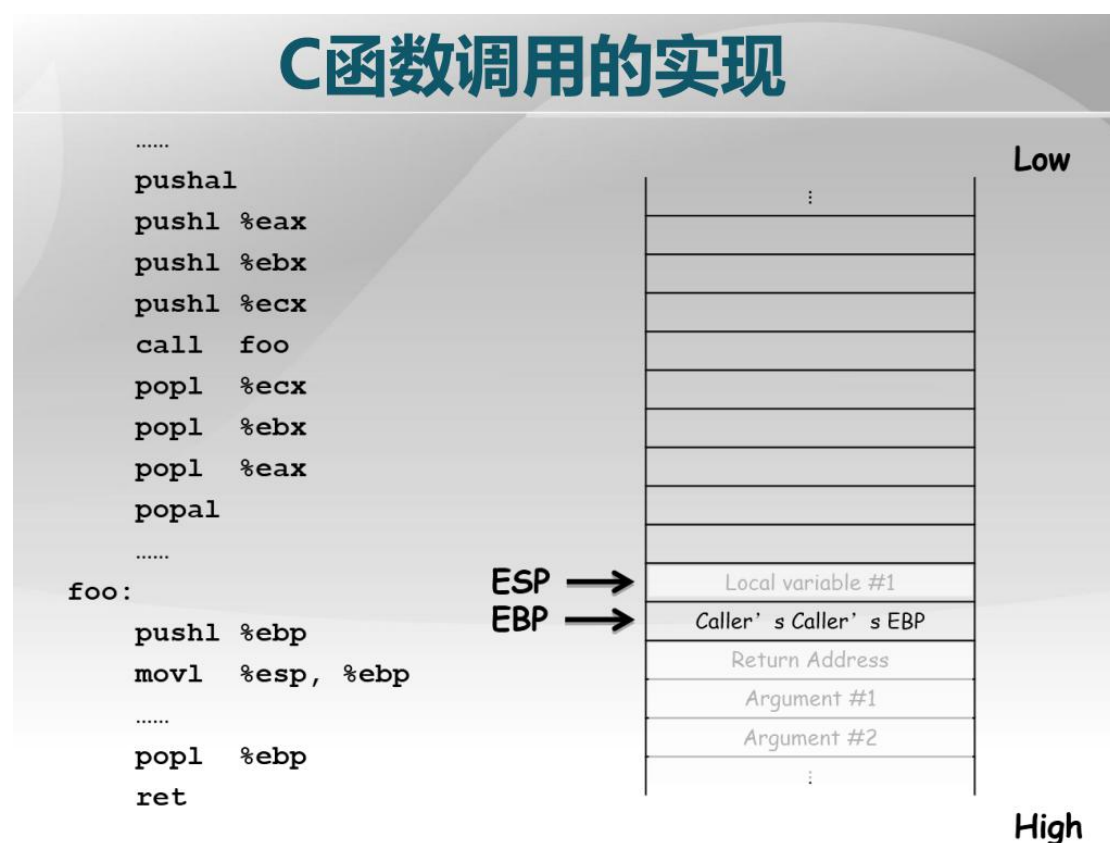 C函数调用的实现
......
pushal
pushl %eax
pushl %ebx
pushl %ecx
call foo
popl %ecx
popl %ebx
popl %eax
popal
......
foo:
pushl %ebp
movl %esp, %ebp
......
popl %ebp
ret
Low
⋮
ESP
Local variable #1
EBP
Caller’s Caller’s EBP
Return Address
Argument #1
Argument #2
⋮
High